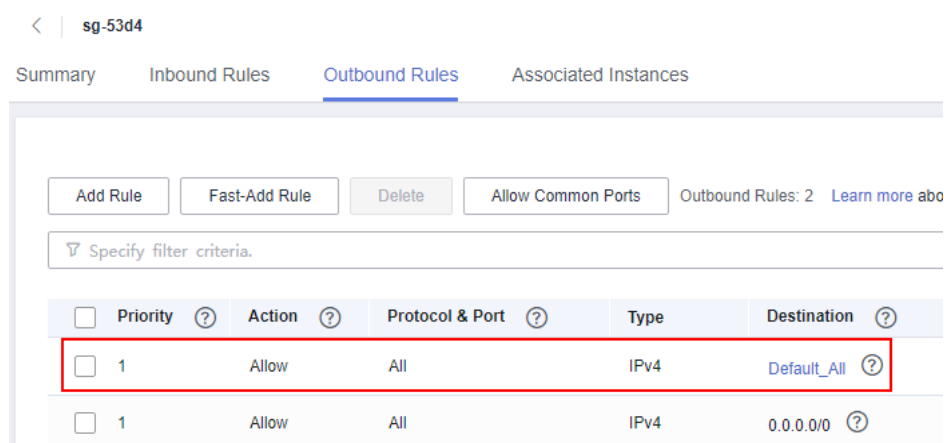 sg-53d4
Summary Inbound Rules Outbound Rules Associated Instances
Add Rule Fast-Add Rule Delete Allow Common Ports Outbound Rules: 2 Learn more abo
Specify filter criteria.
Priority ? Action ? Protocol & Port ? Type Destination ?
1 Allow All IPv4 Default_All ?
1 Allow All IPv4 0.0.0.0/0 ?